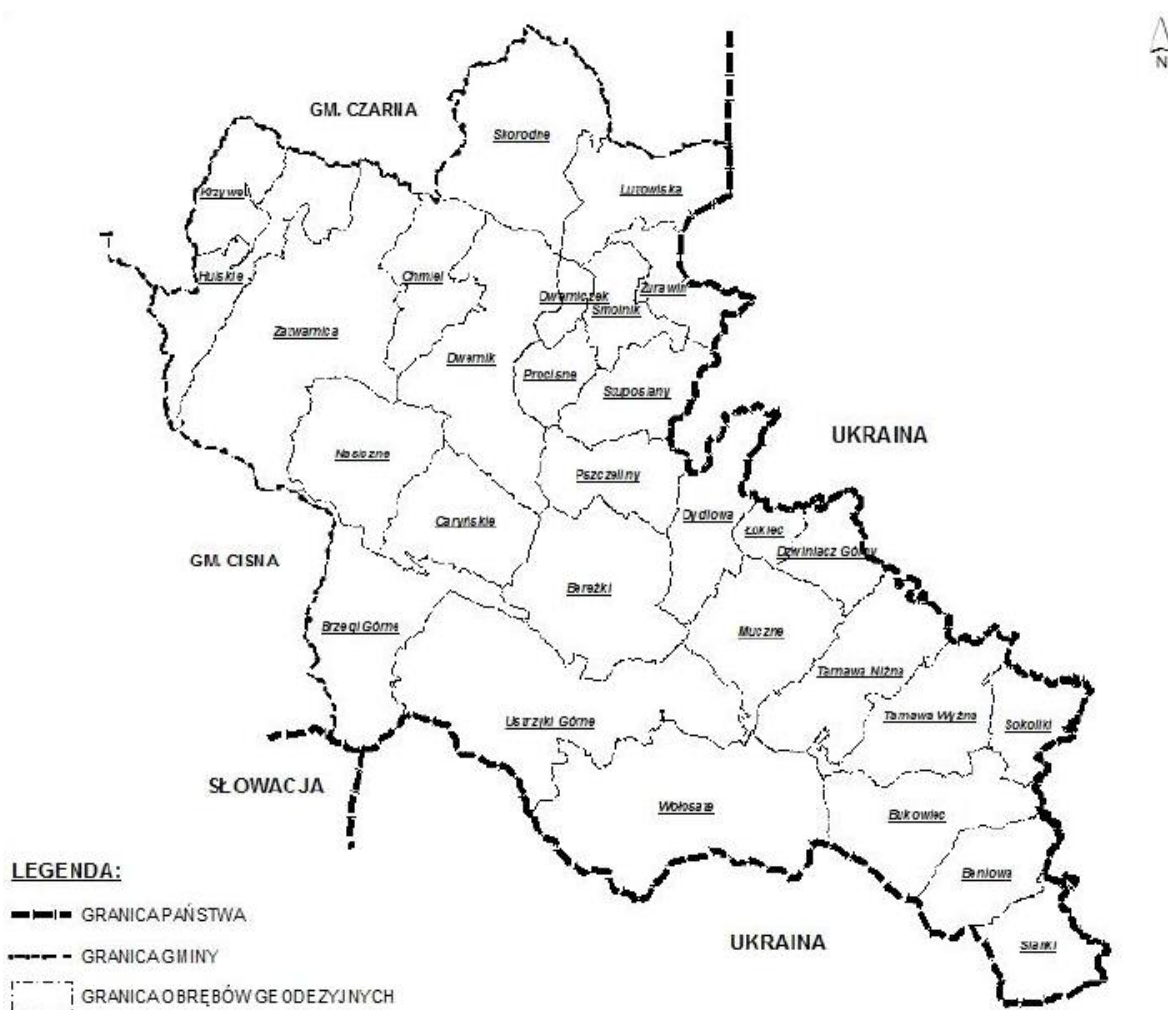 N
GM. CZARNA
Skorodne
Krzywe
Lutowiska
Hulskie
Chmiel
Żurawin
Dwerniczek
Smolnik
Zatwarnica
Dwernik
Procisne
Stuposiany
UKRAINA
Nasiczne
Pszczeliny
Caryńskie
Dydiowa
Łokieć
Dźwiniacz Górny
GM. CISNA
Bereżki
Brzegi Górne
Muczne
Tarnawa Niżna
Ustrzyki Górne
Tarnawa Wyżna
Sokoliki
SŁOWACJA
Wołosate
Bukowiec
Beniowa
UKRAINA
Sianki
LEGENDA:
GRANICA PAŃSTWA
GRANICA GMINY
GRANICA OBRĘBÓW GEODEZYJNYCH